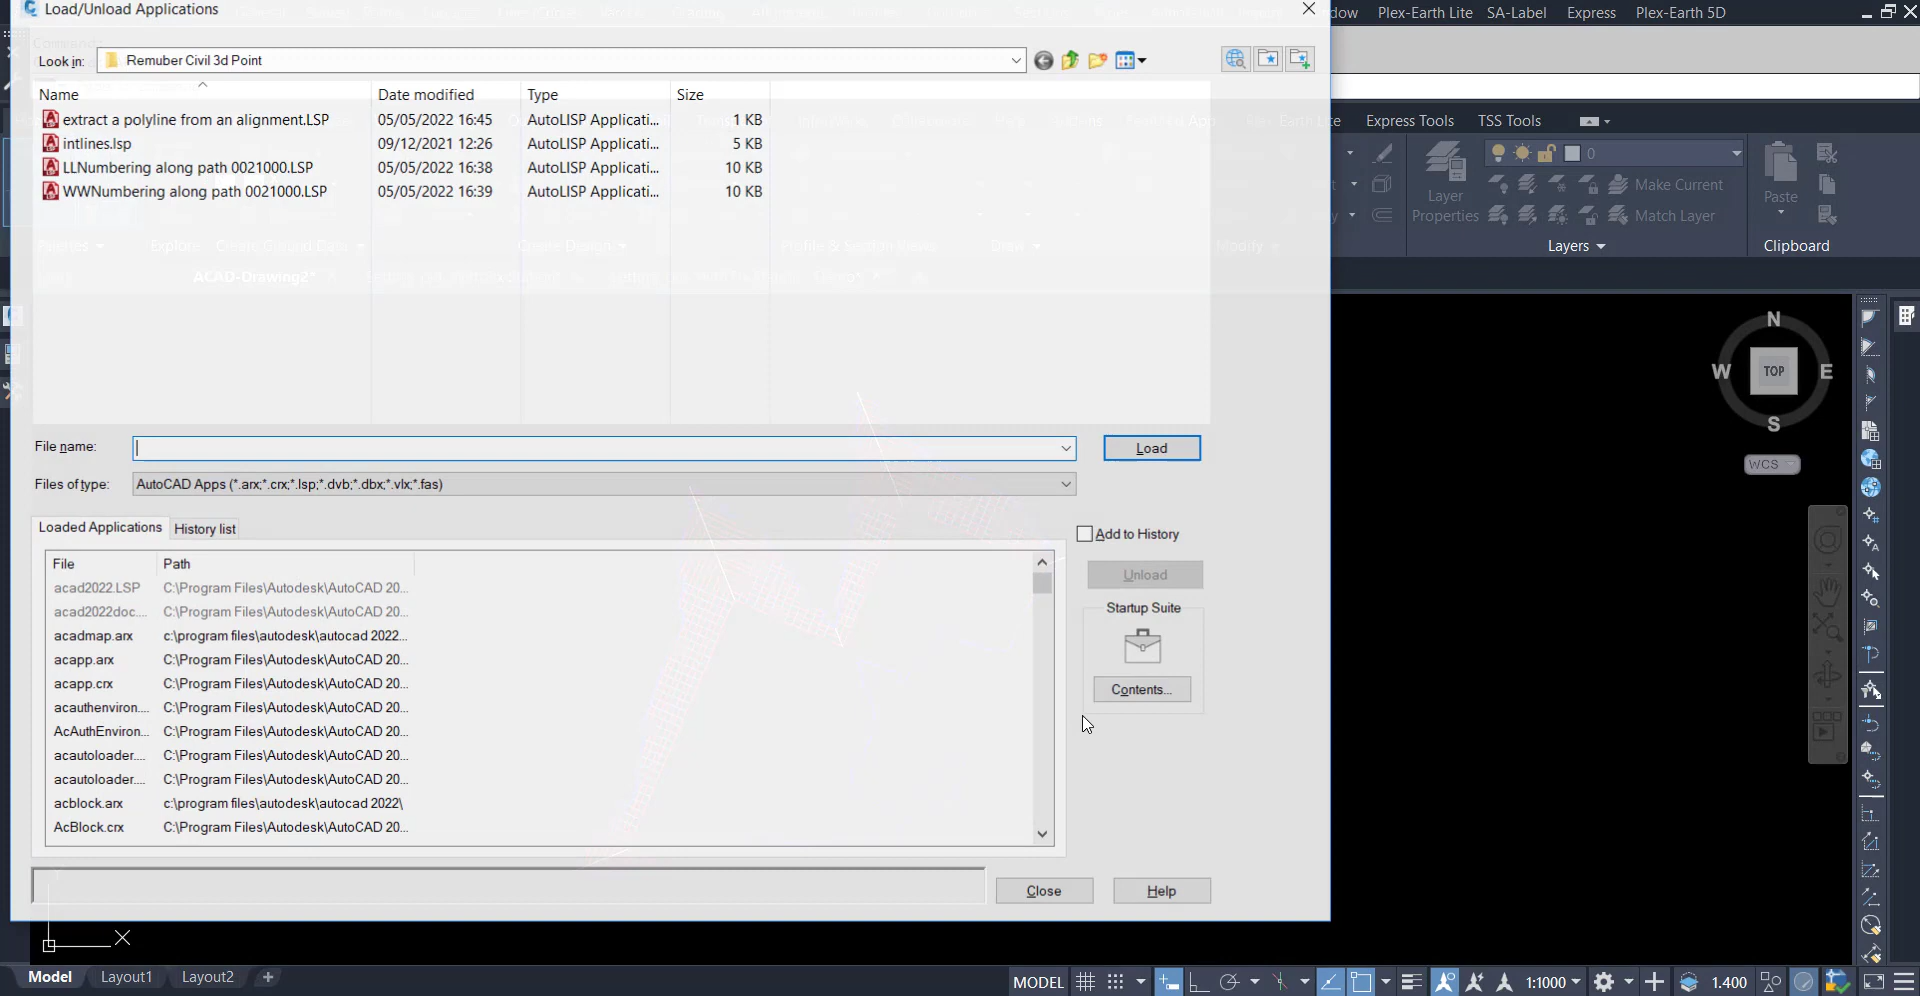 Load/Unload Applications
Plex-Earth Lite SA-Label Express Plex-Earth 5D
Look in: Remuber Civil 3d Point
Name Date modified Type Size
extract a polyline from an alignment.LSP 05/05/2022 16:45 AutoLISP Applicati... 1 KB
intlines.lsp 09/12/2021 12:26 AutoLISP Applicati... 5 KB
LLNumbering along path 0021000.LSP 05/05/2022 16:38 AutoLISP Applicati... 10 KB
WWNumbering along path 0021000.LSP 05/05/2022 16:39 AutoLISP Applicati... 10 KB
Express Tools TSS Tools
0
Layer Properties
Make Current
Match Layer
Paste
Layers
Clipboard
ACAD-Drawing2*
N
W TOP E
S
WCS
File name: Load
Files of type: AutoCAD Apps (*.arx;*.crx;*.lsp;*.dvb;*.dbx;*.vlx;*.fas)
Loaded Applications History list
Add to History
File Path
Unload
acad2022.LSP C:\Program Files\Autodesk\AutoCAD 20...
acad2022doc.... C:\Program Files\Autodesk\AutoCAD 20...
Startup Suite
acadmap.arx c:\program files\autodesk\autocad 2022...
acapp.arx C:\Program Files\Autodesk\AutoCAD 20...
acapp.crx C:\Program Files\Autodesk\AutoCAD 20...
Contents...
acauthenviron.... C:\Program Files\Autodesk\AutoCAD 20...
AcAuthEnviron... C:\Program Files\Autodesk\AutoCAD 20...
acautoloader.... C:\Program Files\Autodesk\AutoCAD 20...
acautoloader.... C:\Program Files\Autodesk\AutoCAD 20...
acblock.arx c:\program files\autodesk\autocad 2022\
AcBlock.crx C:\Program Files\Autodesk\AutoCAD 20...
Close Help
X
Model Layout1 Layout2 +
MODEL 1:1000 1.400